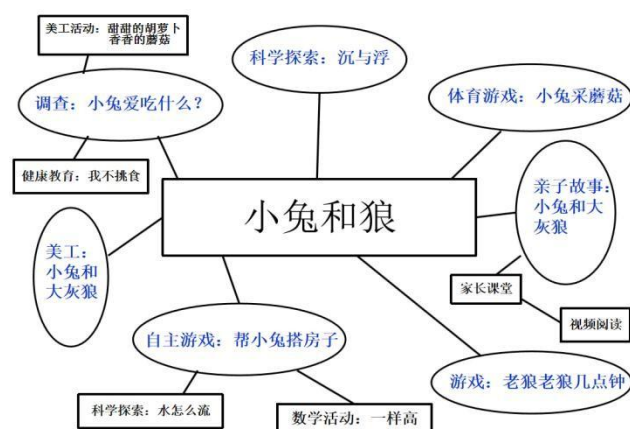 美工活动：甜甜的胡萝卜
香香的蘑菇
科学探索：沉与浮
调查：小兔爱吃什么？
体育游戏：小兔采蘑菇
健康教育：我不挑食
小兔和狼
亲子故事：
小兔和大
灰狼
美工：
小兔和
大灰狼
家长课堂
视频阅读
自主游戏：帮小兔搭房子
游戏：老狼老狼几点钟
科学探索：水怎么流
数学活动：一样高